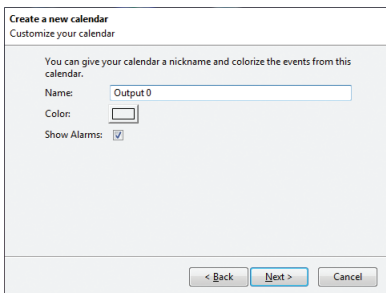 Create a new calendar
Customize your calendar
You can give your calendar a nickname and colorize the events from this
calendar.
Name: Output 0
Color:
Show Alarms:
< Back Next > Cancel